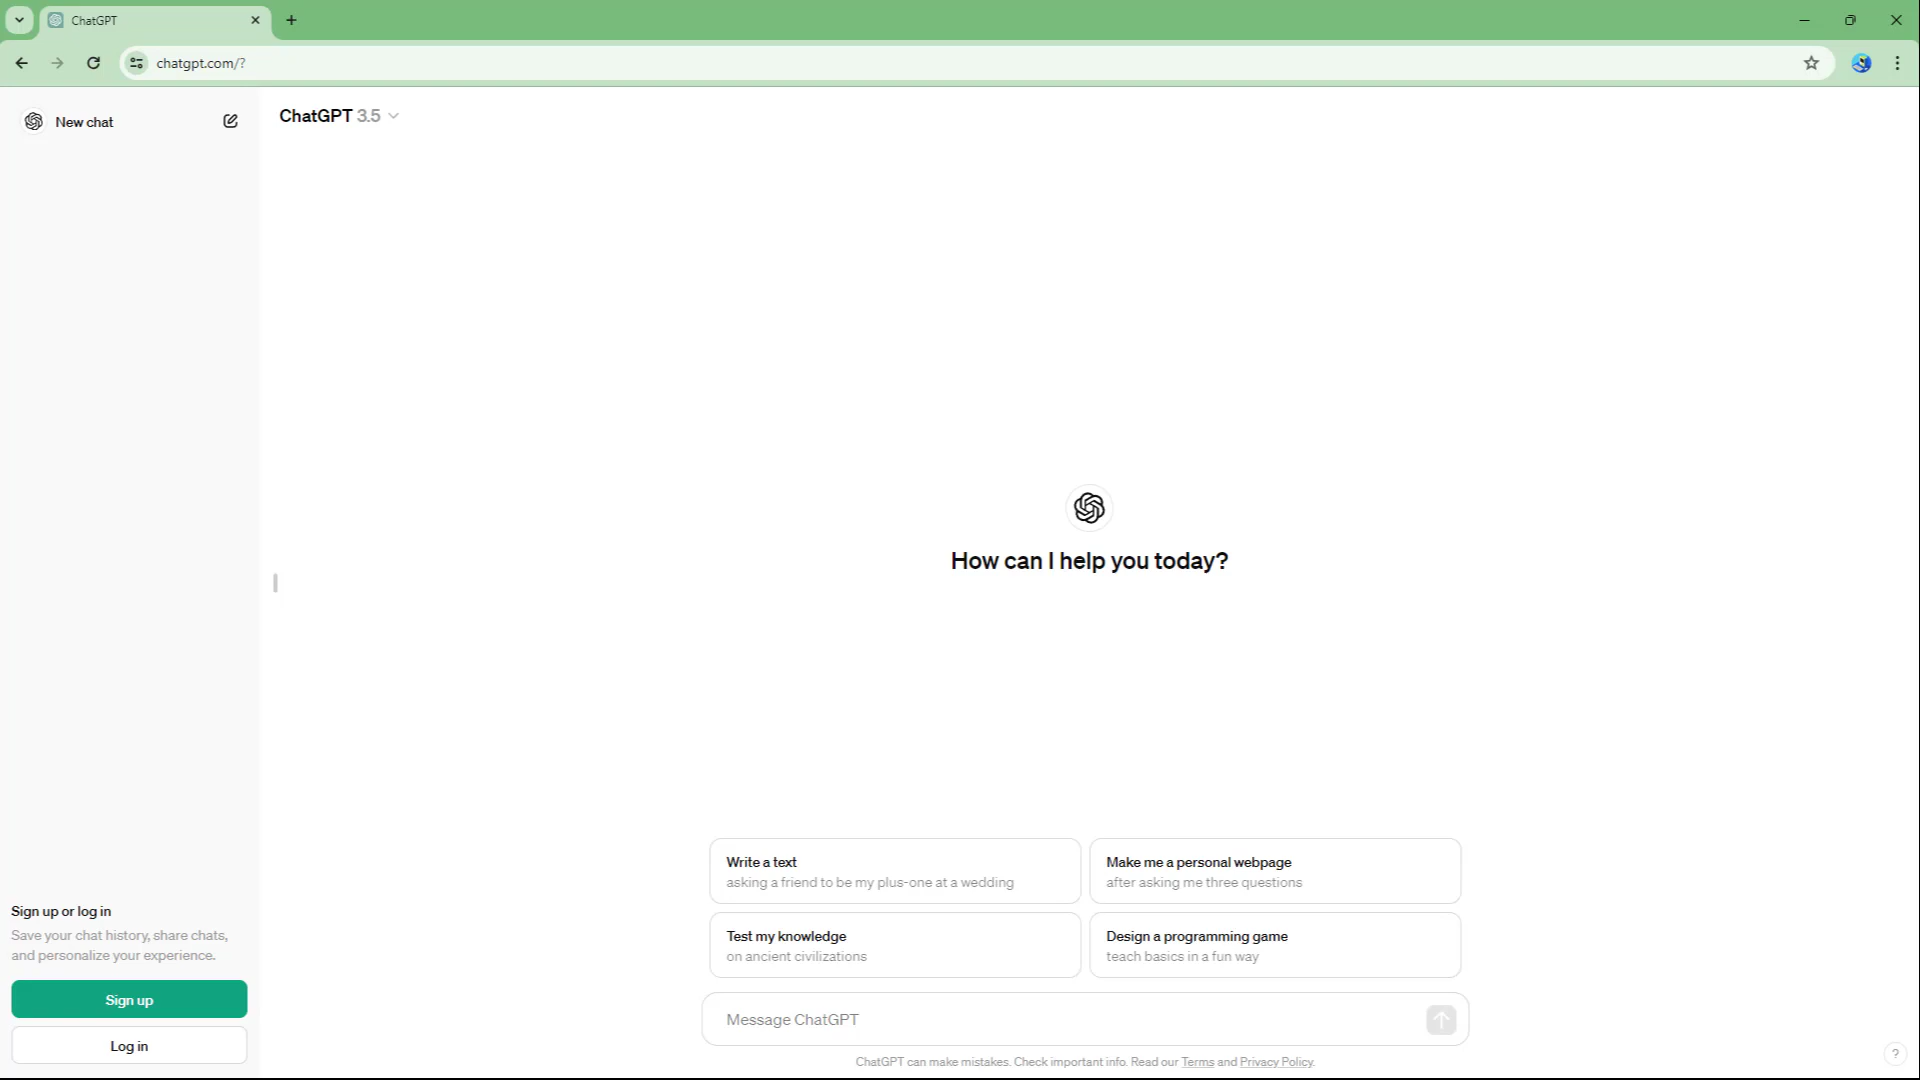 ChatGPT
chatgpt.com/?
New chat
ChatGPT 3.5
How can I help you today?
Write a text
asking a friend to be my plus-one at a wedding
Make me a personal webpage
after asking me three questions
Test my knowledge
on ancient civilizations
Design a programming game
teach basics in a fun way
Sign up or log in
Save your chat history, share chats,
and personalize your experience.
Sign up
Log in
Message ChatGPT
ChatGPT can make mistakes. Check important info. Read our Terms and Privacy Policy.
?